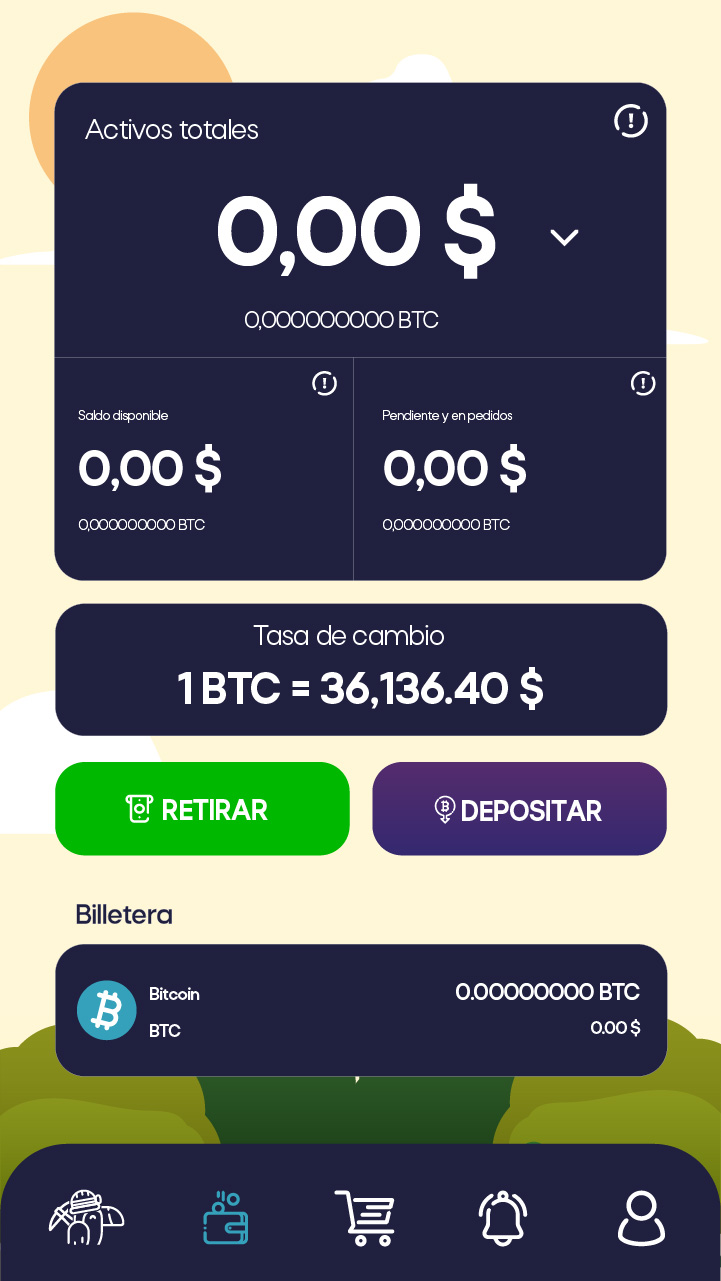 Activos totales
0,00 $
0,000000000 BTC
Saldo disponible
Pendiente y en pedidos
0,00 $
0,00 $
0,000000000 BTC
0,000000000 BTC
Tasa de cambio
1 BTC = 36,136.40 $
RETIRAR
DEPOSITAR
Billetera
Bitcoin
0.00000000 BTC
BTC
0.00 $